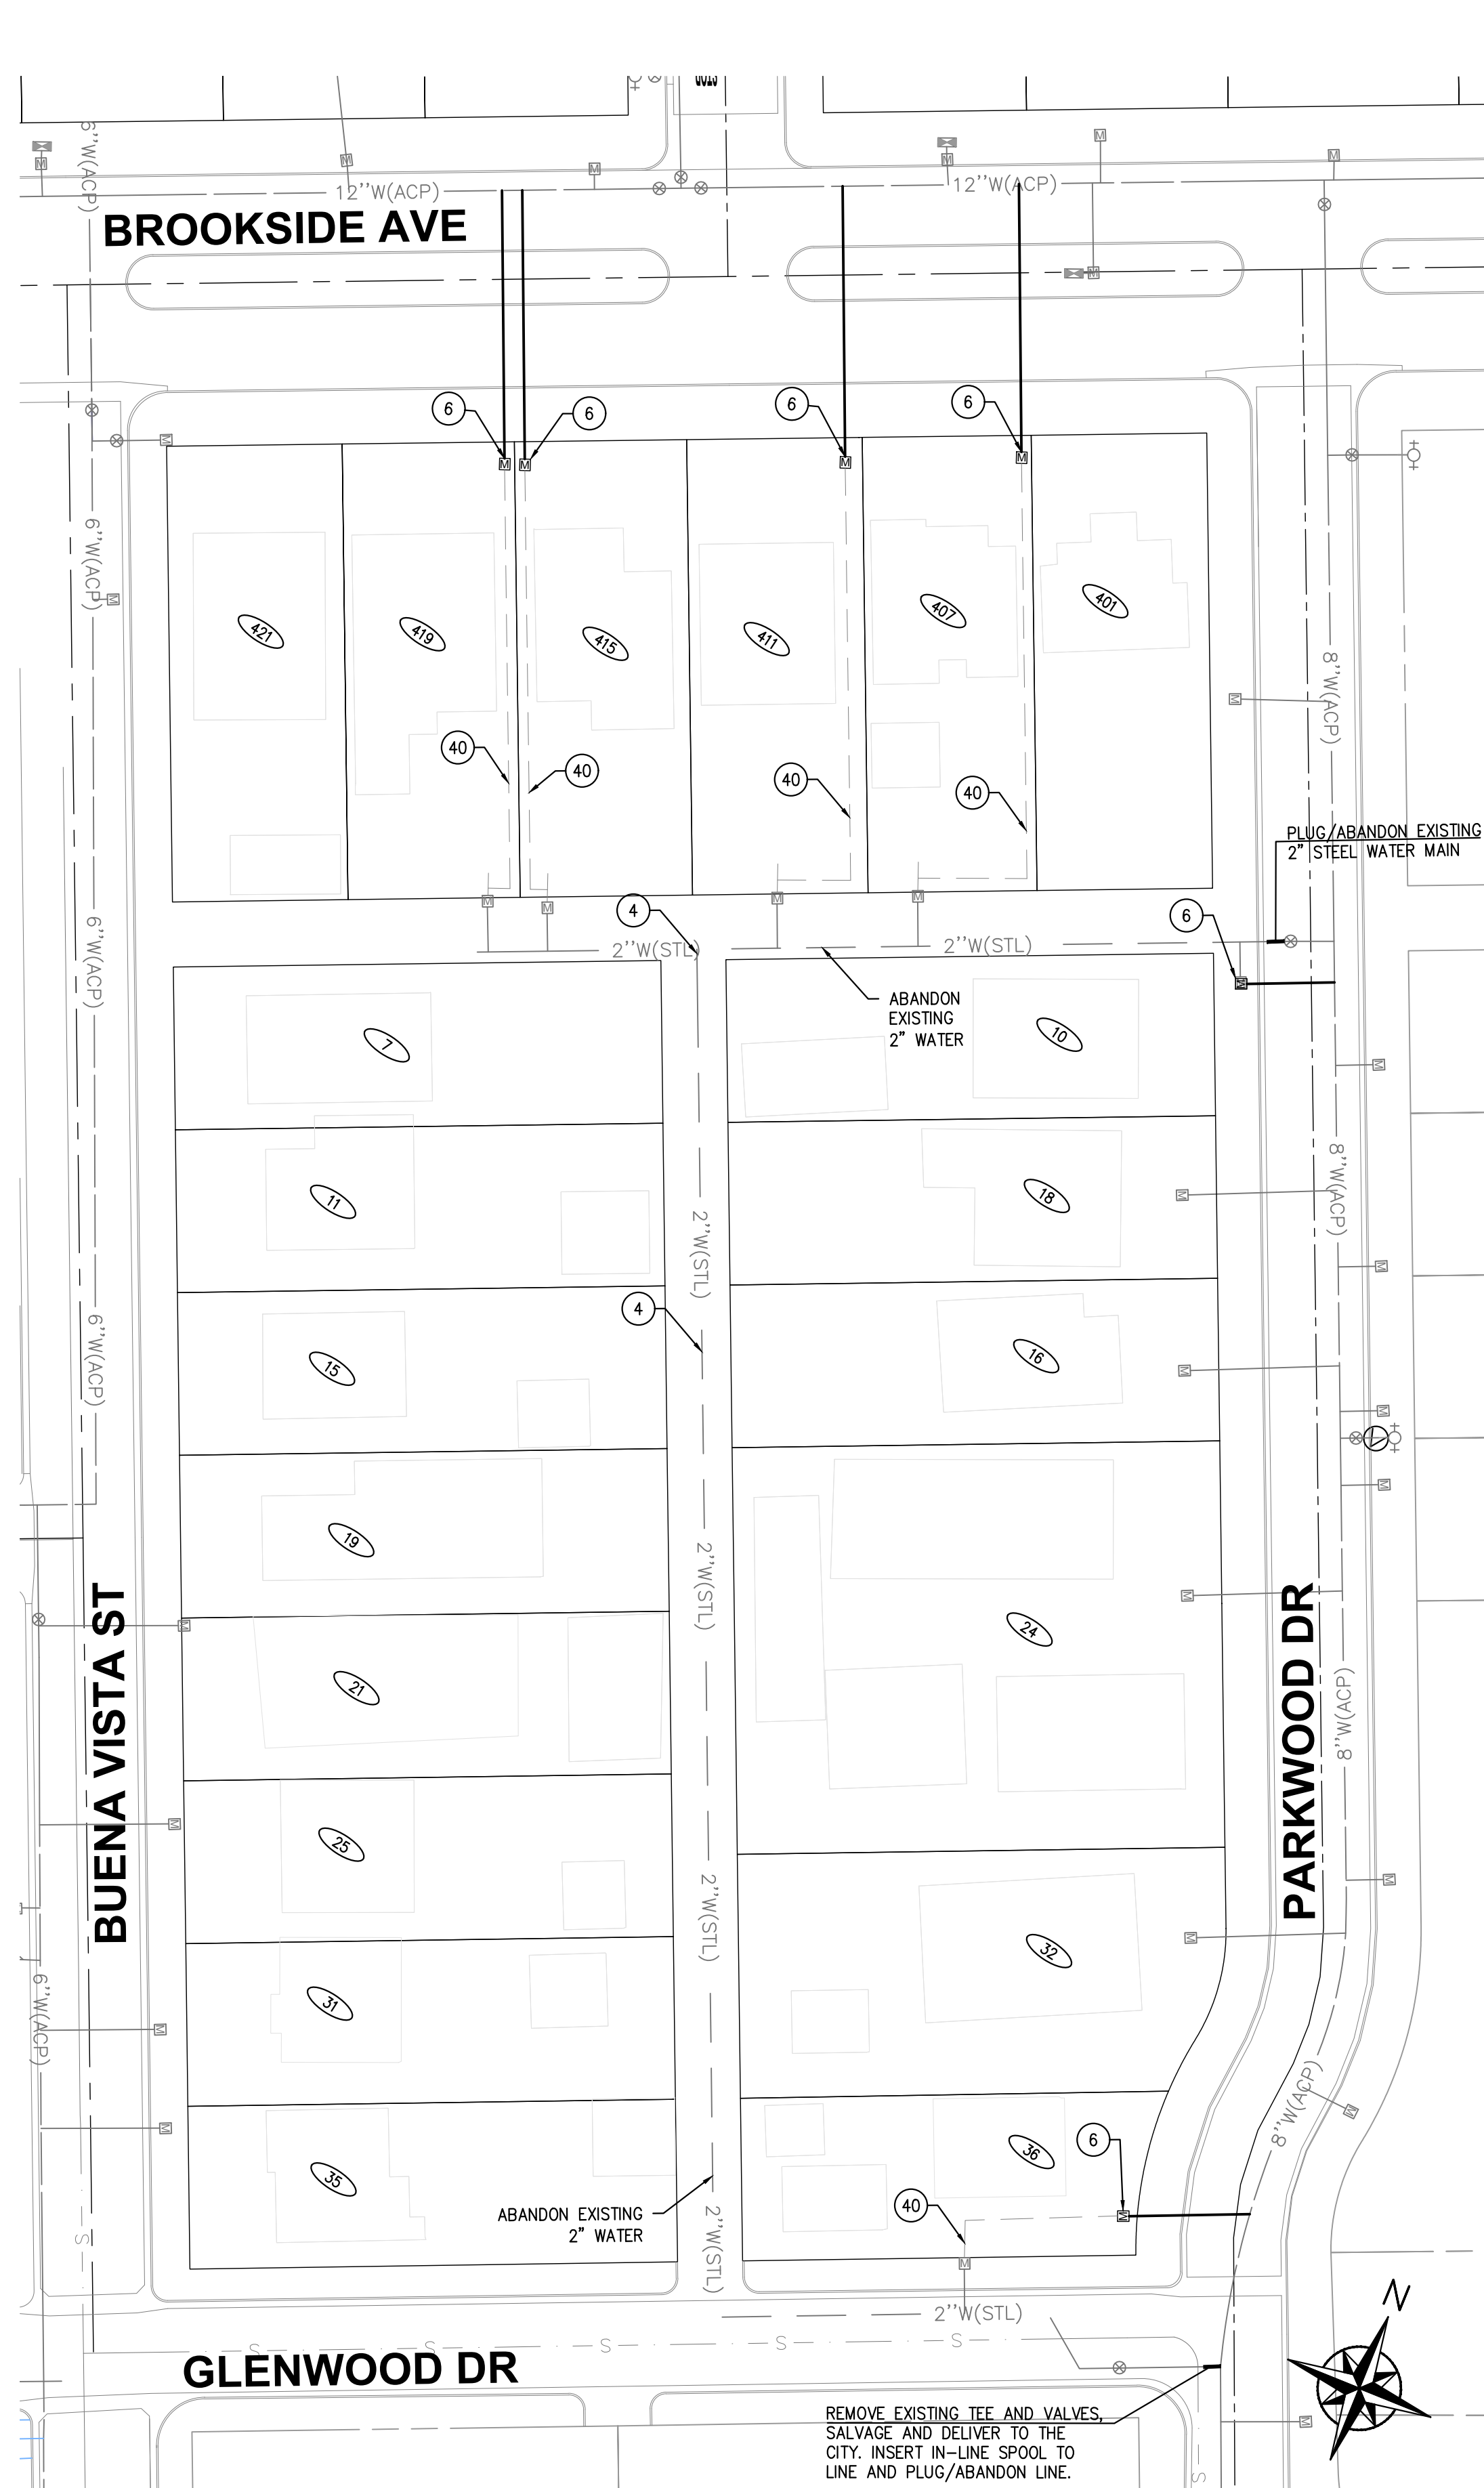 6''W(ACP)
12''W(ACP)
12''W(ACP)
BROOKSIDE AVE
6
6
6
6
6''W(ACP)
421
419
415
411
407
401
8''W(ACP)
40
40
40
40
PLUG/ABANDON EXISTING
2" STEEL WATER MAIN
4
6
6''W(ACP)
2''W(STL)
2''W(STL)
ABANDON
EXISTING
2" WATER
7
10
11
18
8''W(ACP)
2''W(STL)
4
6''W(ACP)
15
16
19
2''W(STL)
24
21
BUENA VISTA ST
PARKWOOD DR
8''W(ACP)
25
2''W(STL)
32
31
6''W(ACP)
8''W(ACP)
35
36
6
40
ABANDON EXISTING
2" WATER
2''W(STL)
S
2''W(STL)
S S S S S
GLENWOOD DR
N
REMOVE EXISTING TEE AND VALVES,
SALVAGE AND DELIVER TO THE
CITY. INSERT IN-LINE SPOOL TO
LINE AND PLUG/ABANDON LINE.
S